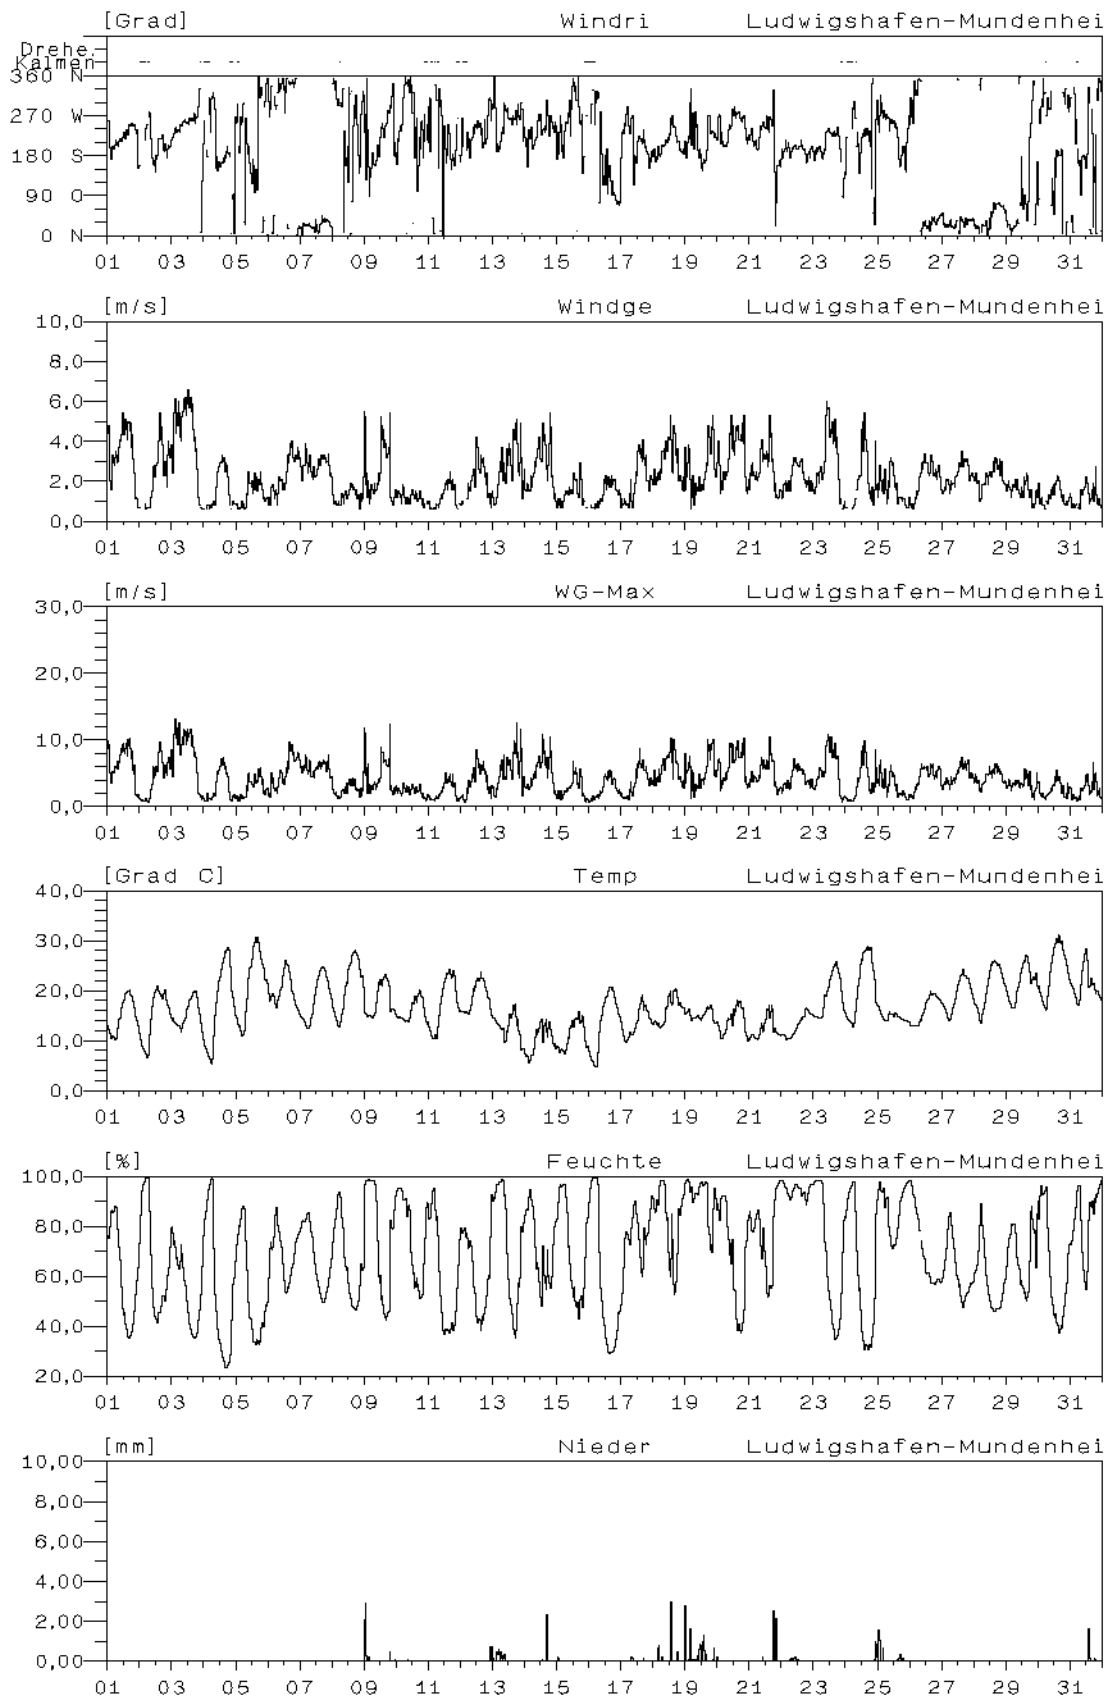 [Grad] Windri Ludwigshafen-Mundenhei
Drehe.
Kalmen
360 N
270 W
180 S
90 O
0 N
01 03 05 07 09 11 13 15 17 19 21 23 25 27 29 31
[m/s] Windge Ludwigshafen-Mundenhei
10,0
8,0
6,0
4,0
2,0
0,0
01 03 05 07 09 11 13 15 17 19 21 23 25 27 29 31
[m/s] WG-Max Ludwigshafen-Mundenhei
30,0
20,0
10,0
0,0
01 03 05 07 09 11 13 15 17 19 21 23 25 27 29 31
[Grad C] Temp Ludwigshafen-Mundenhei
40,0
30,0
20,0
10,0
0,0
01 03 05 07 09 11 13 15 17 19 21 23 25 27 29 31
[%] Feuchte Ludwigshafen-Mundenhei
100,0
80,0
60,0
40,0
20,0
01 03 05 07 09 11 13 15 17 19 21 23 25 27 29 31
[mm] Nieder Ludwigshafen-Mundenhei
10,00
8,00
6,00
4,00
2,00
0,00
01 03 05 07 09 11 13 15 17 19 21 23 25 27 29 31